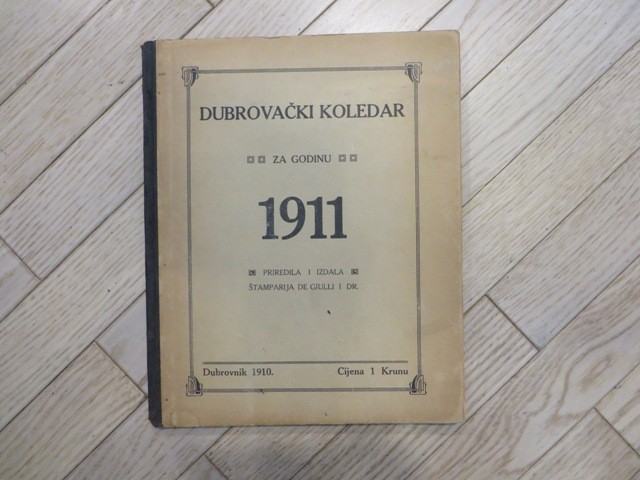 DUBROVAČKI KOLEDAR
ZA GODINU
1911
PRIREDILA I IZDALA
ŠTAMPARIJA DE GIULLI I DR.
Dubrovnik 1910. Cijena 1 Krunu